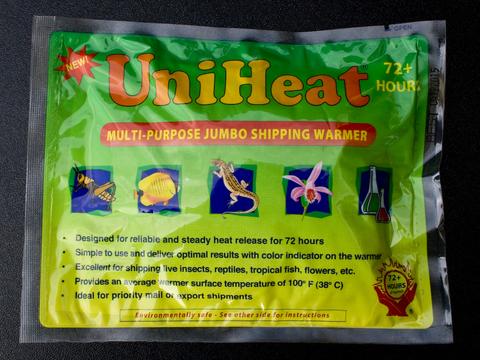 OPEN
NEW!
UniHeat
72+
HOUR
MULTI-PURPOSE JUMBO SHIPPING WARMER
• Designed for reliable and steady heat release for 72 hours
• Simple to use and deliver optimal results with color indicator on the warmer
• Excellent for shipping live insects, reptiles, tropical fish, flowers, etc.
• Provides an average warmer surface temperature of 100° F (38° C)
• Ideal for priority mail or export shipments
72+
HOURS
Environmentally safe - See other side for instructions